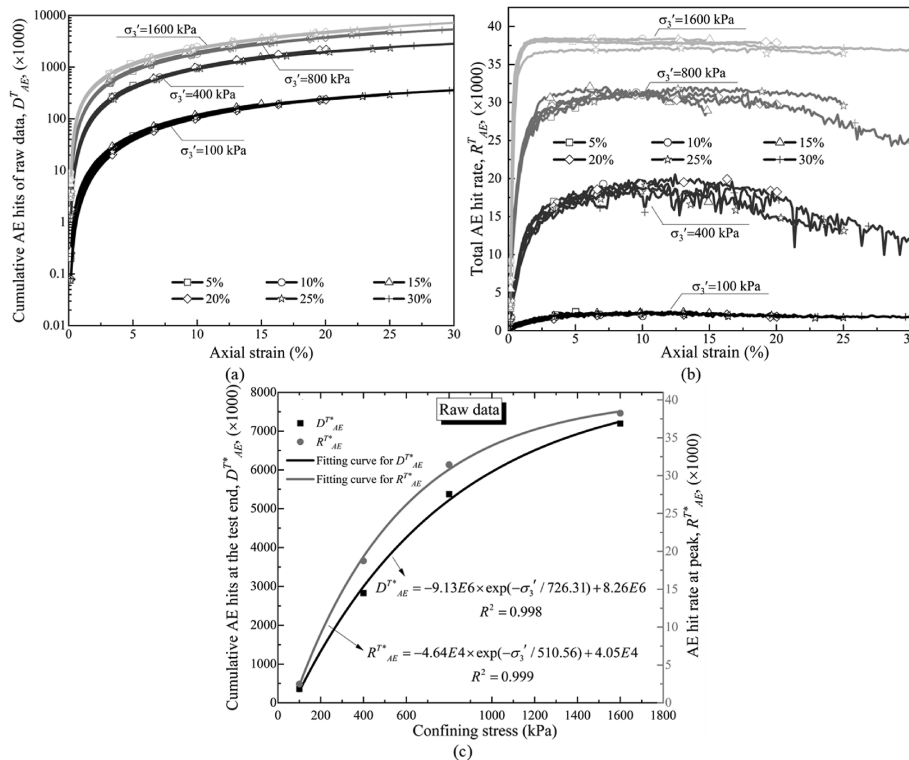 Cumulative AE hits of raw data, D^T_AE, (×1000)
10000
1000
100
10
1
0.1
0.01
σ₃′=1600 kPa
σ₃′=800 kPa
σ₃′=400 kPa
σ₃′=100 kPa
5% 10% 15%
20% 25% 30%
0 5 10 15 20 25 30
Axial strain (%)
(a)
Total AE hit rate, R^T_AE, (×1000)
40
35
30
25
20
15
10
5
0
σ₃′=1600 kPa
σ₃′=800 kPa
5% 10% 15%
20% 25% 30%
σ₃′=400 kPa
σ₃′=100 kPa
0 5 10 15 20 25 30
Axial strain (%)
(b)
Cumulative AE hits at the test end, D^T*_AE, (×1000)
8000
7000
6000
5000
4000
3000
2000
1000
0
Raw data
D^T*_AE
R^T*_AE
Fitting curve for D^T*_AE
Fitting curve for R^T*_AE
D^T*_AE = −9.13E6×exp(−σ₃′/726.31)+8.26E6
R² = 0.998
R^T*_AE = −4.64E4×exp(−σ₃′/510.56)+4.05E4
R² = 0.999
40
35
30
25
20
15
10
5
0
AE hit rate at peak, R^T*_AE, (×1000)
0 200 400 600 800 1000 1200 1400 1600 1800
Confining stress (kPa)
(c)